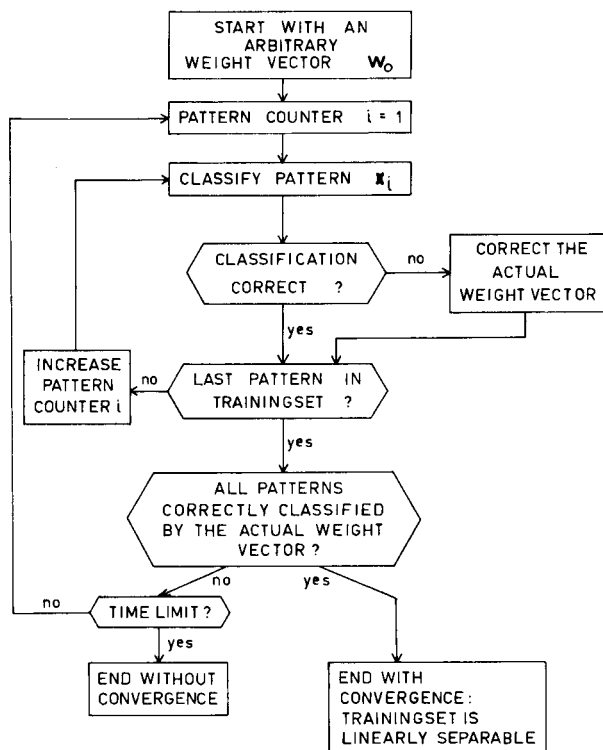 START WITH AN
ARBITRARY
WEIGHT VECTOR W₀
PATTERN COUNTER i = 1
CLASSIFY PATTERN Xᵢ
CLASSIFICATION
CORRECT ?
no
CORRECT THE
ACTUAL
WEIGHT VECTOR
yes
INCREASE
PATTERN
COUNTER i
no
LAST PATTERN IN
TRAININGSET ?
yes
ALL PATTERNS
CORRECTLY CLASSIFIED
BY THE ACTUAL WEIGHT
VECTOR ?
no
yes
no
TIME LIMIT ?
yes
END WITHOUT
CONVERGENCE
END WITH
CONVERGENCE :
TRAININGSET IS
LINEARLY SEPARABLE